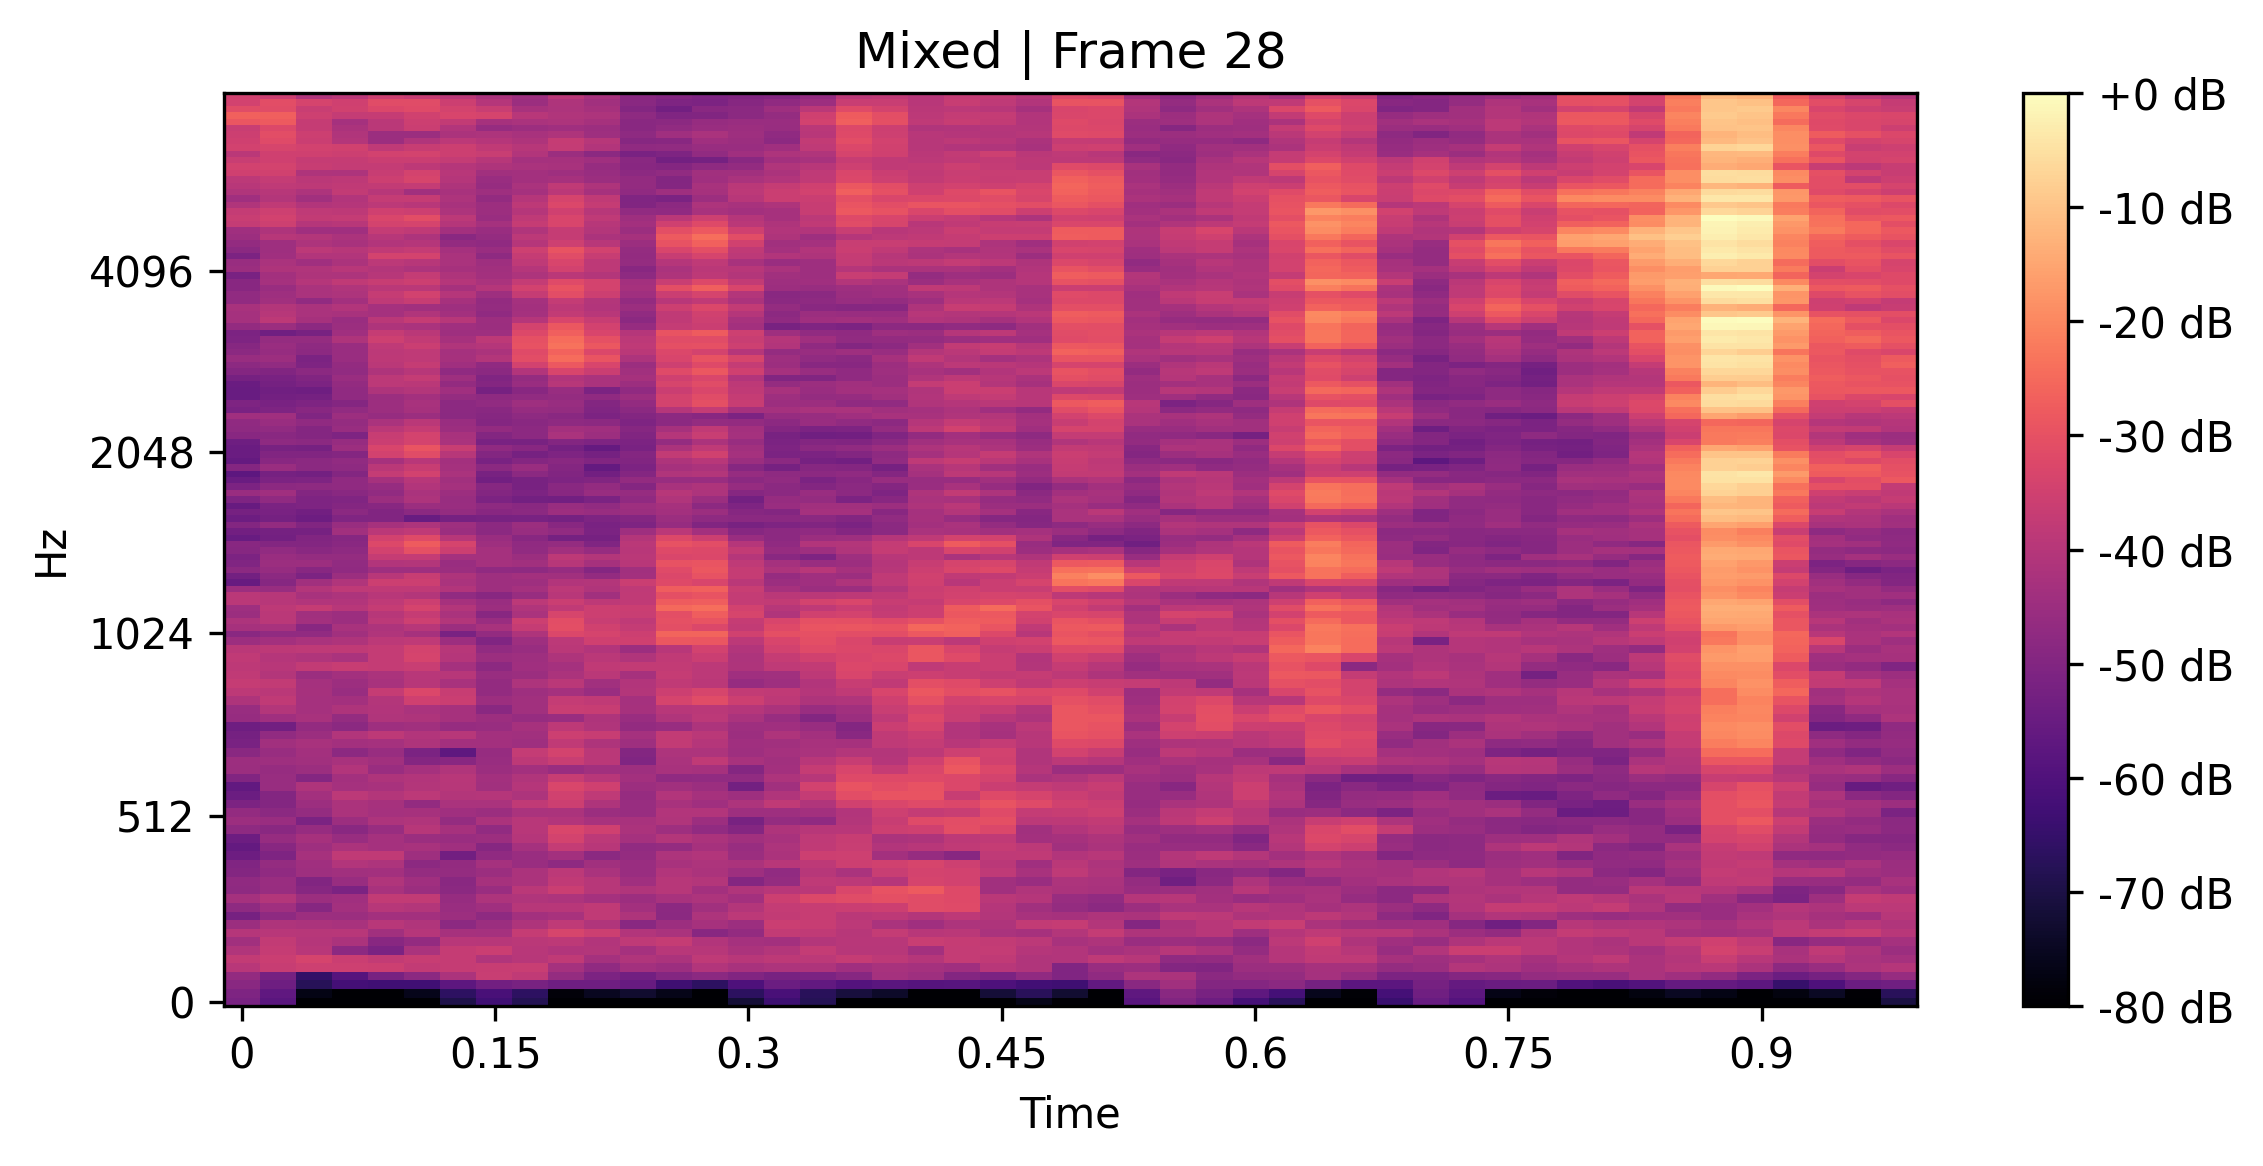 Mixed | Frame 28
Hz
4096
2048
1024
512
0
0 0.15 0.3 0.45 0.6 0.75 0.9
Time
+0 dB
-10 dB
-20 dB
-30 dB
-40 dB
-50 dB
-60 dB
-70 dB
-80 dB